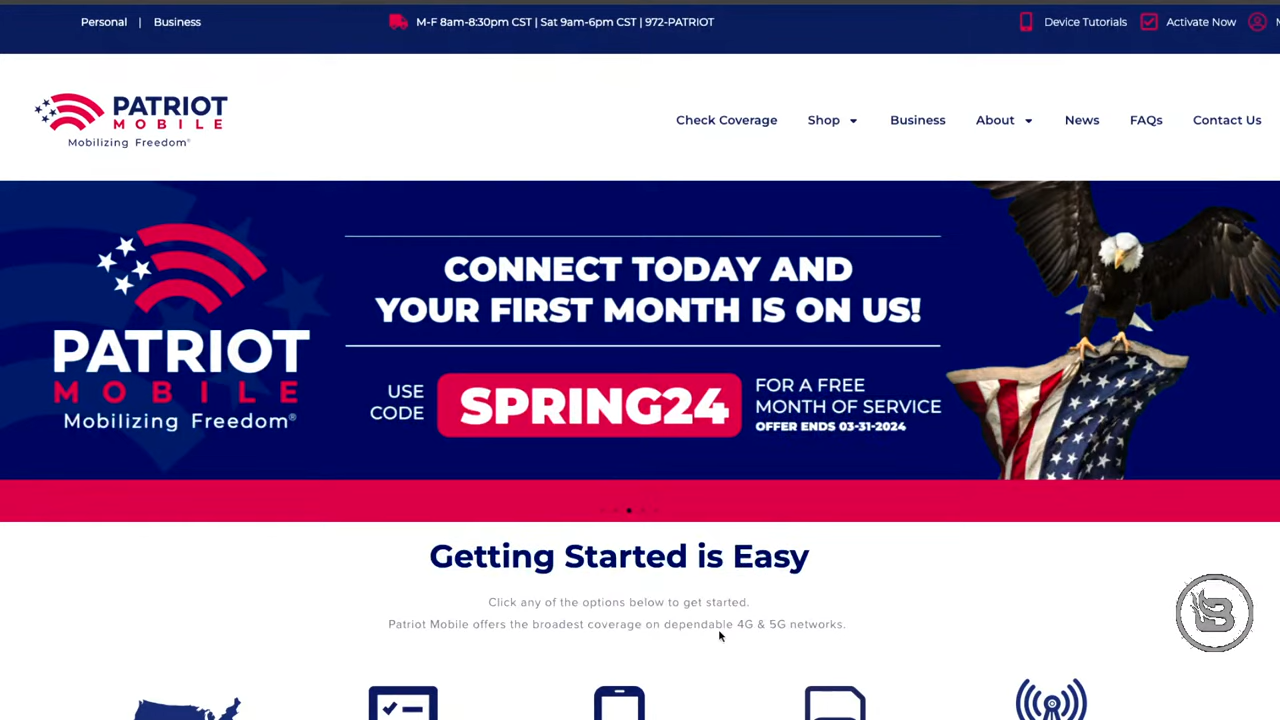 Personal | Business
M-F 8am-8:30pm CST | Sat 9am-6pm CST | 972-PATRIOT
Device Tutorials
Activate Now
PATRIOT
MOBILE
Mobilizing Freedom®
Check Coverage
Shop
Business
About
News
FAQs
Contact Us
PATRIOT
MOBILE
Mobilizing Freedom®
CONNECT TODAY AND
YOUR FIRST MONTH IS ON US!
USE
CODE
SPRING24
FOR A FREE
MONTH OF SERVICE
OFFER ENDS 03-31-2024
Getting Started is Easy
Click any of the options below to get started.
Patriot Mobile offers the broadest coverage on dependable 4G & 5G networks.
B